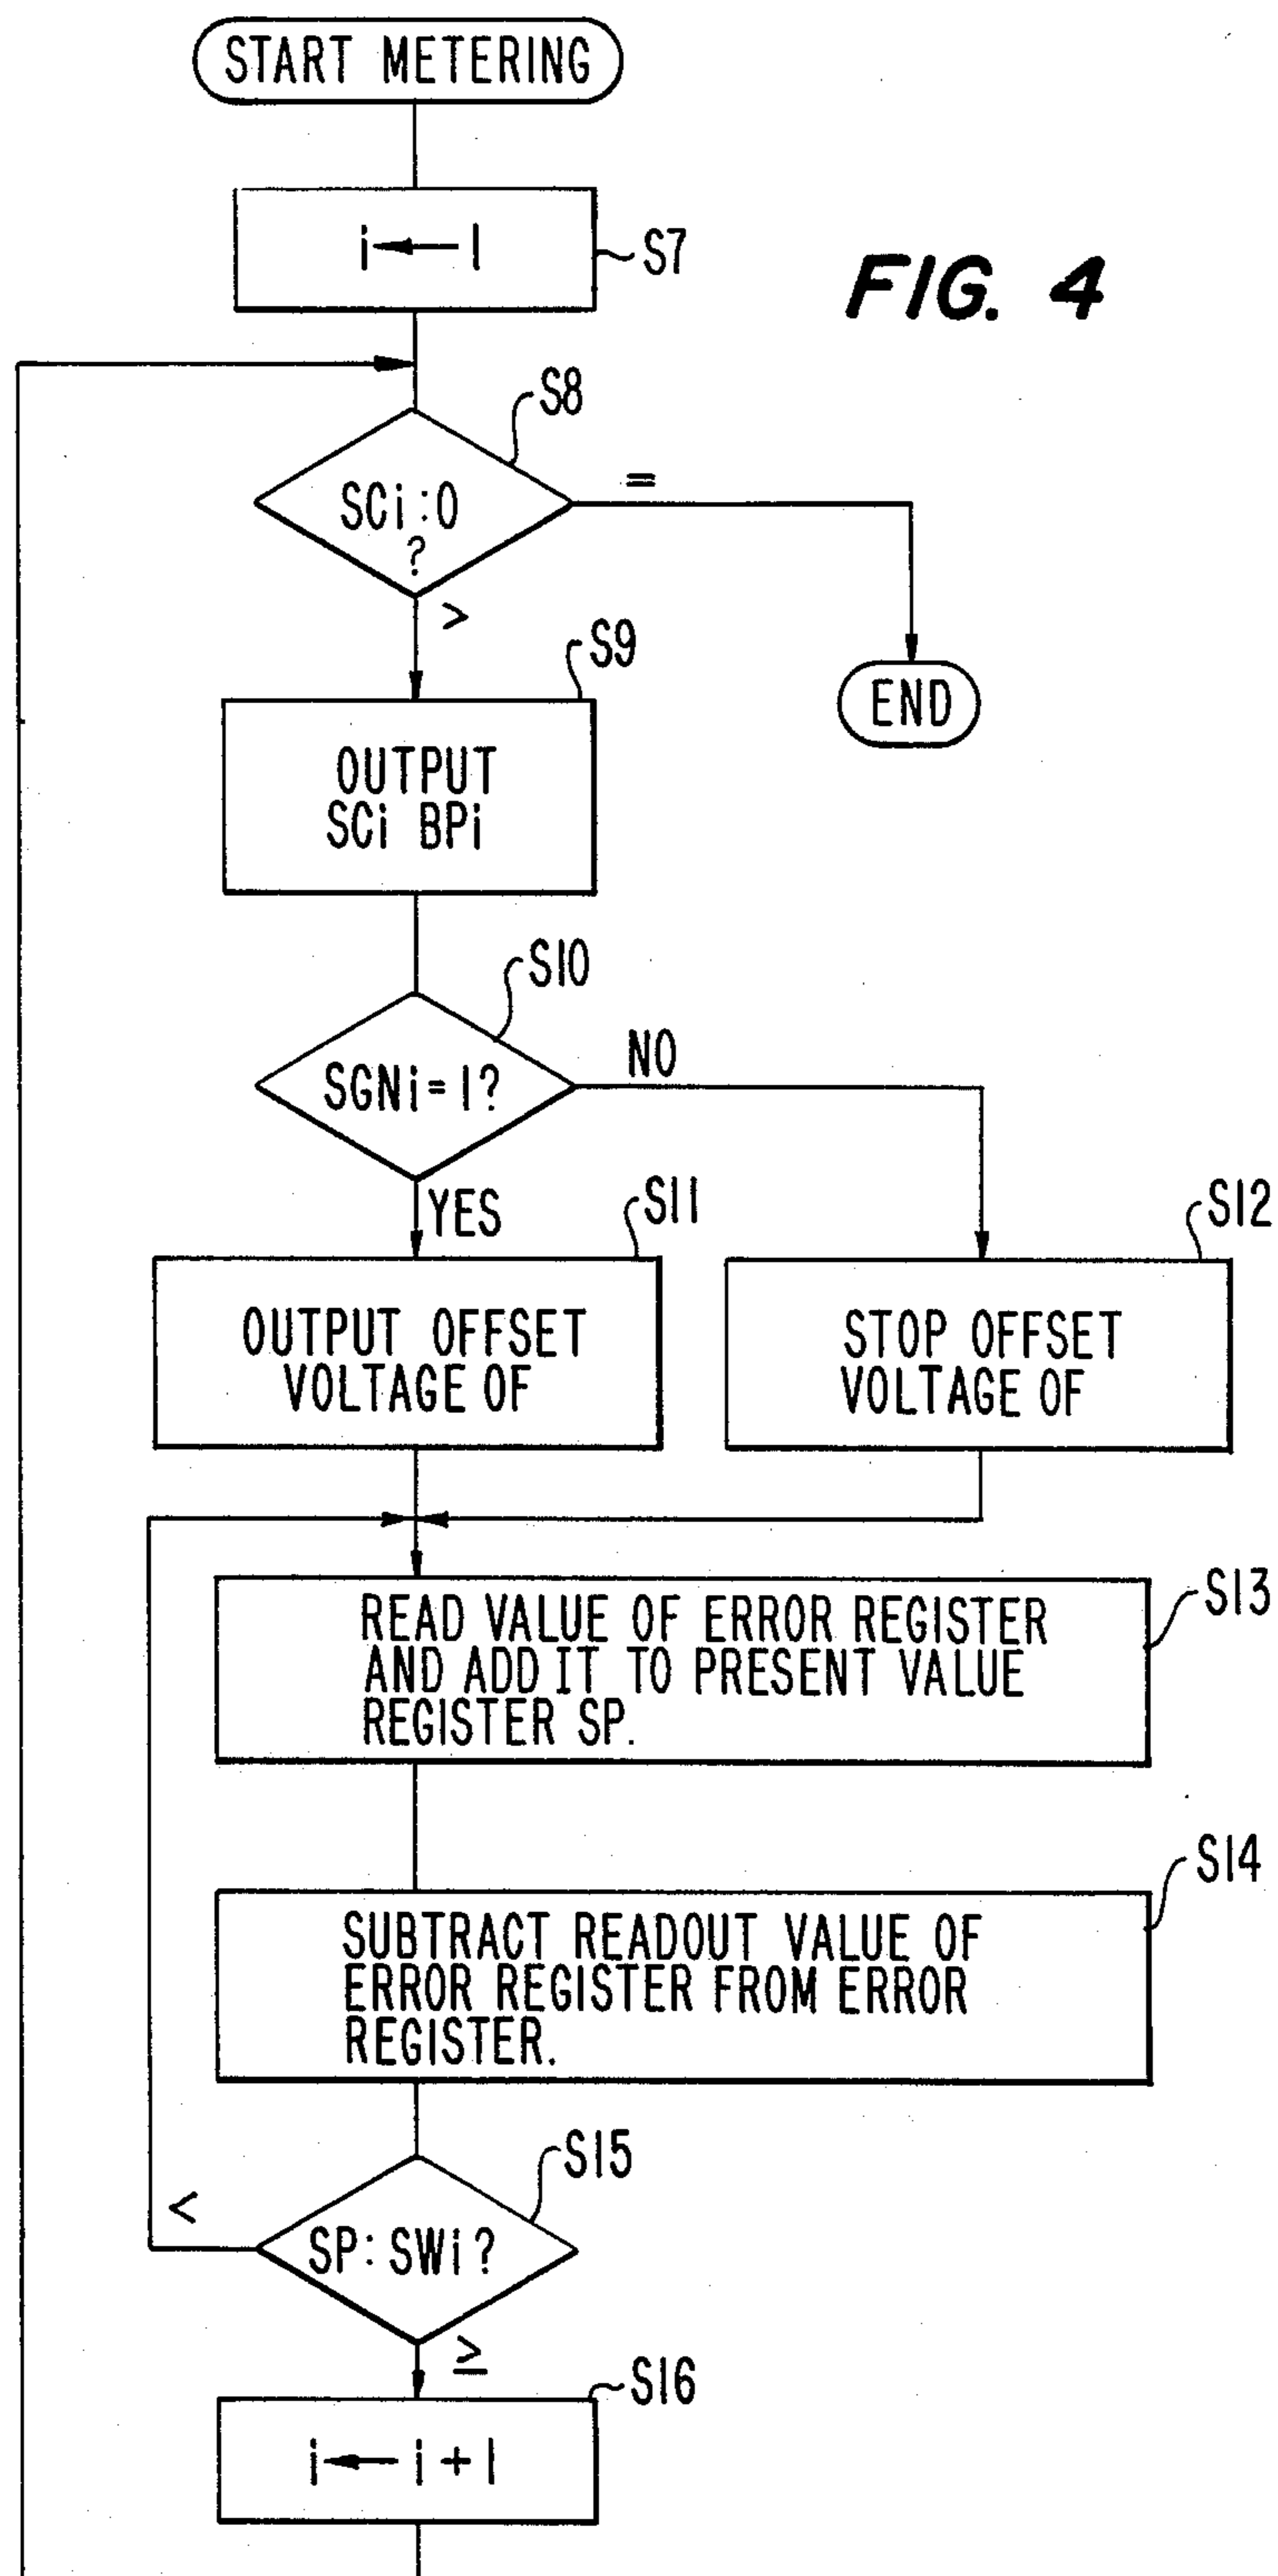 START METERING
i ← 1
S7
FIG. 4
S8
SCi : 0
?
=
>
END
S9
OUTPUT
SCi BPi
S10
SGNi = 1?
NO
YES
S11
S12
OUTPUT OFFSET
VOLTAGE OF
STOP OFFSET
VOLTAGE OF
S13
READ VALUE OF ERROR REGISTER
AND ADD IT TO PRESENT VALUE
REGISTER SP.
S14
SUBTRACT READOUT VALUE OF
ERROR REGISTER FROM ERROR
REGISTER.
S15
<
SP : SWi ?
≥
S16
i ← i + 1